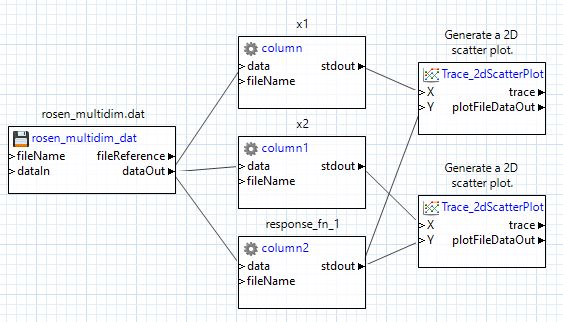 x1
column
data stdout
fileName
Generate a 2D
scatter plot.
Trace_2dScatterPlot
X trace
Y plotFileDataOut
rosen_multidim.dat
rosen_multidim_dat
fileName fileReference
dataIn dataOut
x2
column1
data stdout
fileName
Generate a 2D
scatter plot.
Trace_2dScatterPlot
X trace
Y plotFileDataOut
response_fn_1
column2
data stdout
fileName